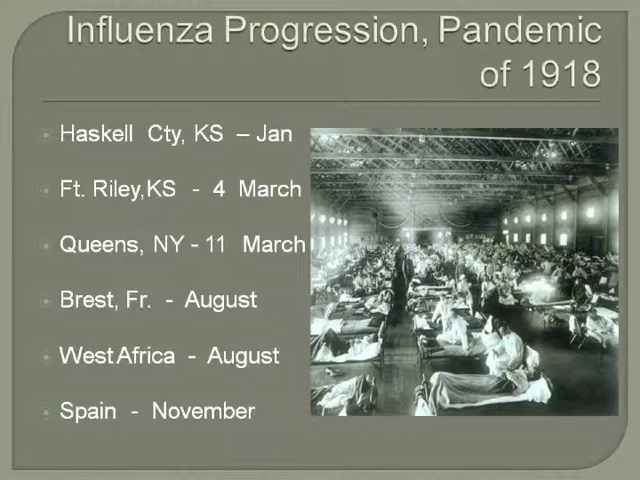 Influenza Progression, Pandemic
of 1918
Haskell Cty, KS – Jan
Ft. Riley,KS - 4 March
Queens, NY - 11 March
Brest, Fr. - August
West Africa - August
Spain - November